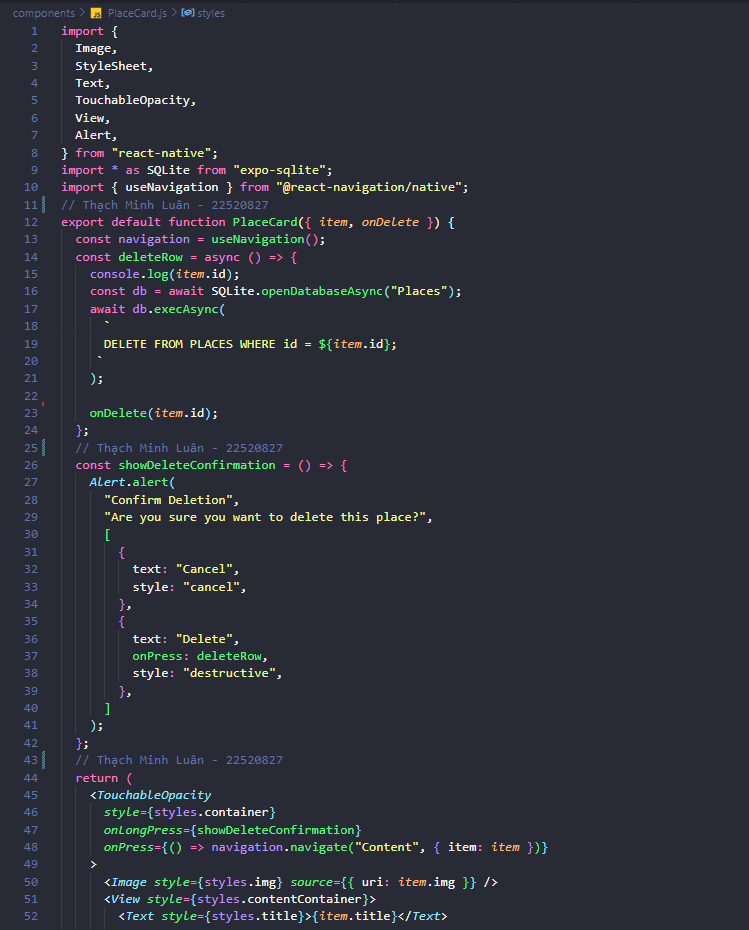 components > JS PlaceCard.js > styles
1 import {
2   Image,
3   StyleSheet,
4   Text,
5   TouchableOpacity,
6   View,
7   Alert,
8 } from "react-native";
9 import * as SQLite from "expo-sqlite";
10 import { useNavigation } from "@react-navigation/native";
11 // Thạch Minh Luân - 22520827
12 export default function PlaceCard({ item, onDelete }) {
13   const navigation = useNavigation();
14   const deleteRow = async () => {
15     console.log(item.id);
16     const db = await SQLite.openDatabaseAsync("Places");
17     await db.execAsync(
18       `
19       DELETE FROM PLACES WHERE id = ${item.id};
20      `
21     );
22
23     onDelete(item.id);
24   };
25   // Thạch Minh Luân - 22520827
26   const showDeleteConfirmation = () => {
27     Alert.alert(
28       "Confirm Deletion",
29       "Are you sure you want to delete this place?",
30       [
31         {
32           text: "Cancel",
33           style: "cancel",
34         },
35         {
36           text: "Delete",
37           onPress: deleteRow,
38           style: "destructive",
39         },
40       ]
41     );
42   };
43   // Thạch Minh Luân - 22520827
44   return (
45     <TouchableOpacity
46       style={styles.container}
47       onLongPress={showDeleteConfirmation}
48       onPress={() => navigation.navigate("Content", { item: item })}
49     >
50       <Image style={styles.img} source={{ uri: item.img }} />
51       <View style={styles.contentContainer}>
52         <Text style={styles.title}>{item.title}</Text>